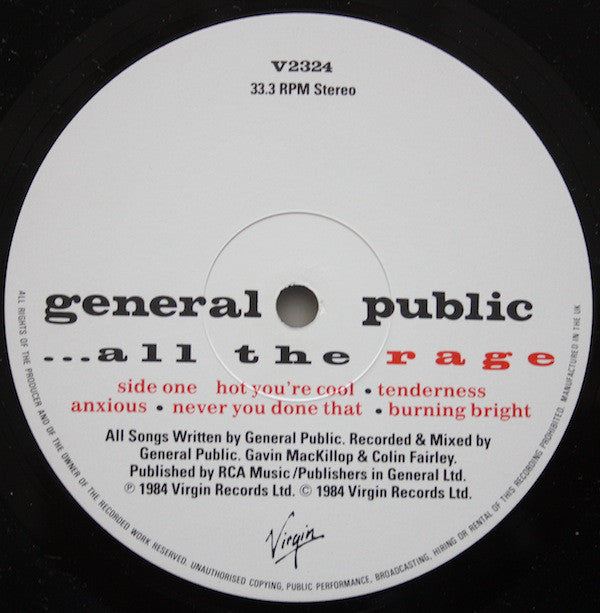 V2324
33.3 RPM Stereo
general public
...all the rage
side one hot you're cool • tenderness
anxious • never you done that • burning bright
All Songs Written by General Public. Recorded & Mixed by
General Public. Gavin MacKillop & Colin Fairley.
Published by RCA Music/Publishers in General Ltd.
℗ 1984 Virgin Records Ltd. © 1984 Virgin Records Ltd.
Virgin
ALL RIGHTS OF THE PRODUCER AND OF THE OWNER OF THE RECORDED WORK RESERVED. UNAUTHORISED COPYING, PUBLIC PERFORMANCE, BROADCASTING, HIRING OR RENTAL OF THIS RECORDING PROHIBITED. MANUFACTURED IN THE UK